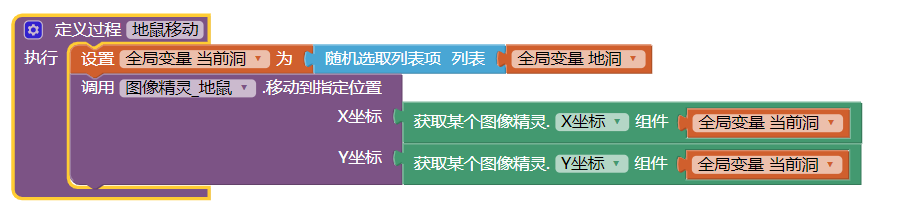 定义过程 地鼠移动
执行 设置 全局变量 当前洞 为 随机选取列表项 列表 全局变量 地洞
调用 图像精灵_地鼠 .移动到指定位置
X坐标 获取某个图像精灵. X坐标 组件 全局变量 当前洞
Y坐标 获取某个图像精灵. Y坐标 组件 全局变量 当前洞